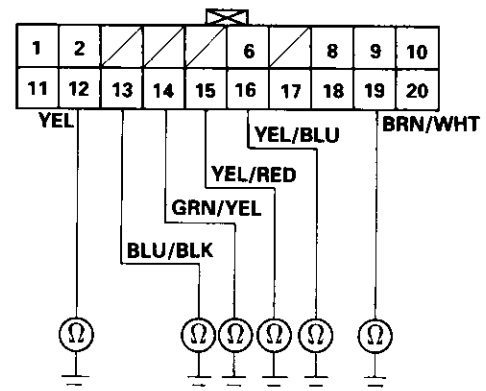 1 2 6 8 9 10
11 12 13 14 15 16 17 18 19 20
YEL BRN/WHT
YEL/BLU
YEL/RED
GRN/YEL
BLU/BLK
Ω Ω Ω Ω Ω Ω